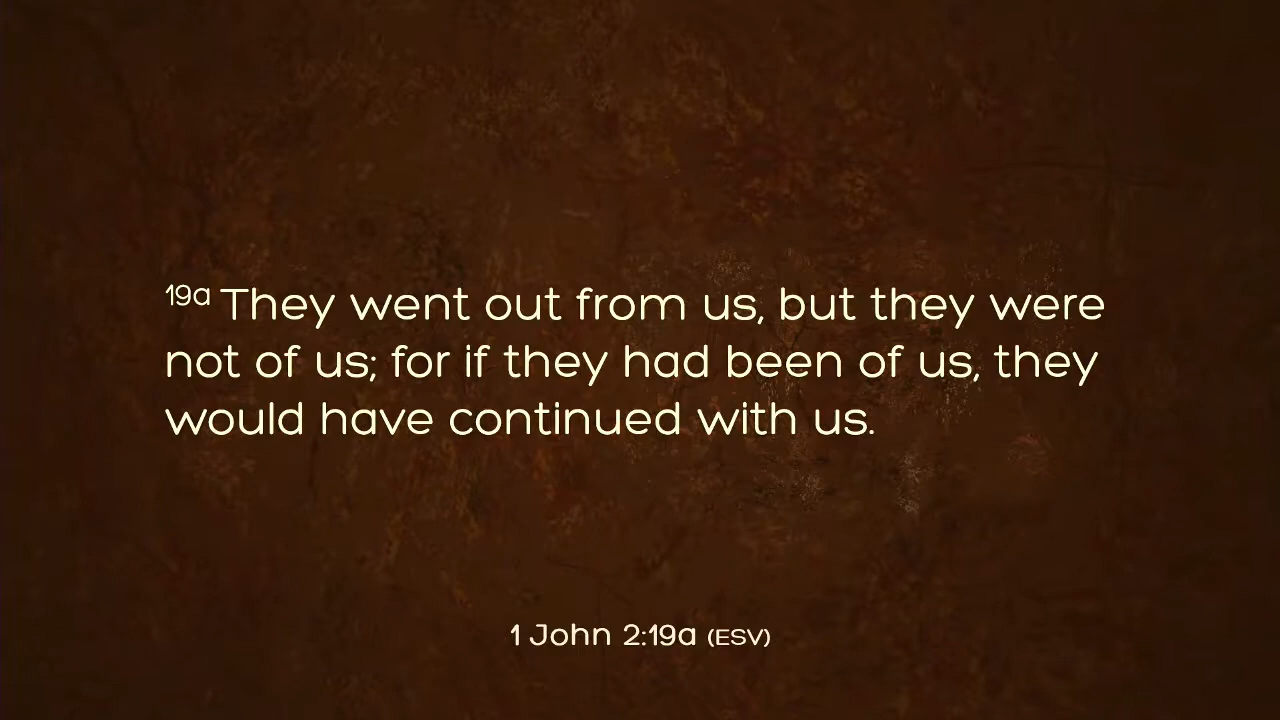 19a They went out from us, but they were
not of us; for if they had been of us, they
would have continued with us.
1 John 2:19a (ESV)